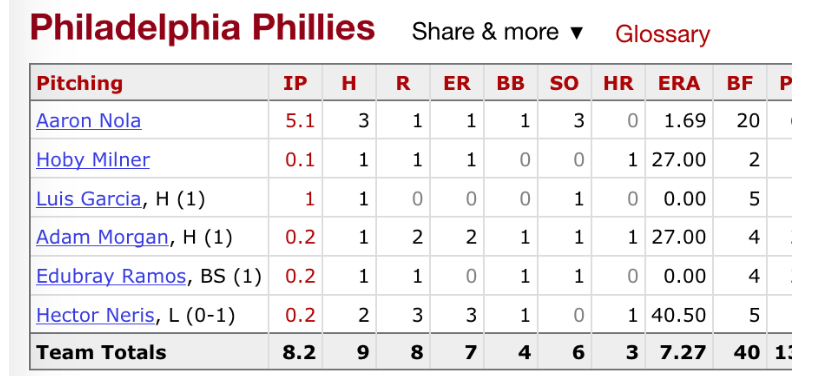 Philadelphia Phillies Share & more ▼ Glossary
Pitching IP H R ER BB SO HR ERA BF
Aaron Nola 5.1 3 1 1 1 3 0 1.69 20
Hoby Milner 0.1 1 1 1 0 0 1 27.00 2
Luis Garcia, H (1) 1 1 0 0 0 1 0 0.00 5
Adam Morgan, H (1) 0.2 1 2 2 1 1 1 27.00 4
Edubray Ramos, BS (1) 0.2 1 1 0 1 1 0 0.00 4
Hector Neris, L (0-1) 0.2 2 3 3 1 0 1 40.50 5
Team Totals 8.2 9 8 7 4 6 3 7.27 40